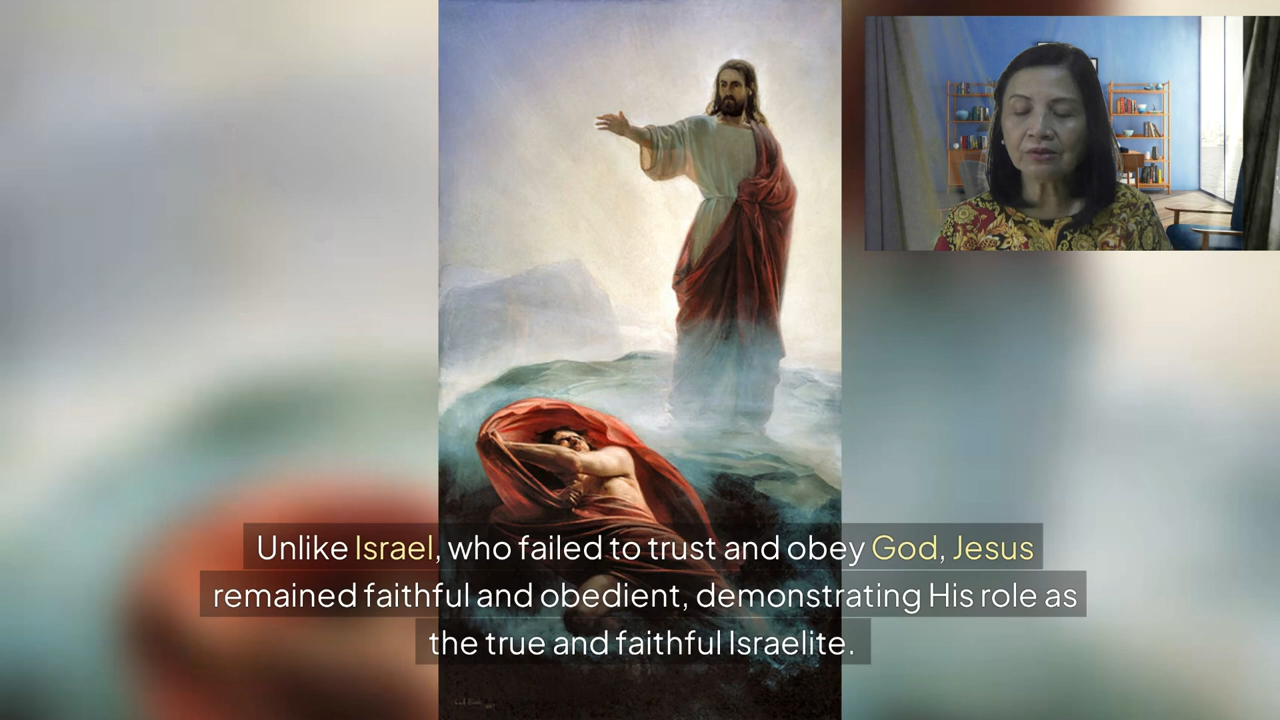 Unlike Israel, who failed to trust and obey God, Jesus
remained faithful and obedient, demonstrating His role as
the true and faithful Israelite.